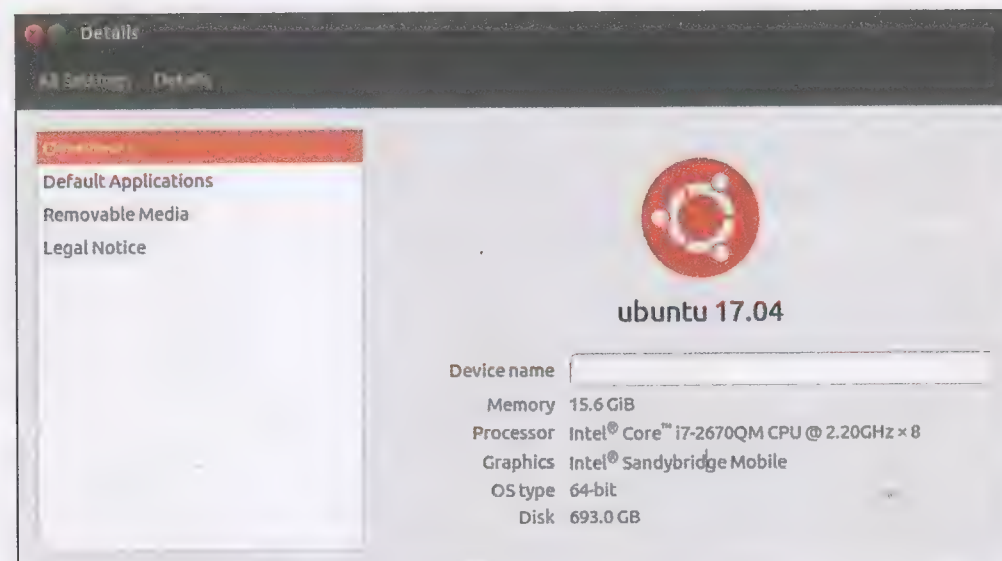 Details
All Settings Details
Default Applications
Removable Media
Legal Notice
ubuntu 17.04
Device name
Memory 15.6 GiB
Processor Intel® Core™ i7-2670QM CPU @ 2.20GHz × 8
Graphics Intel® Sandybridge Mobile
OS type 64-bit
Disk 693.0 GB